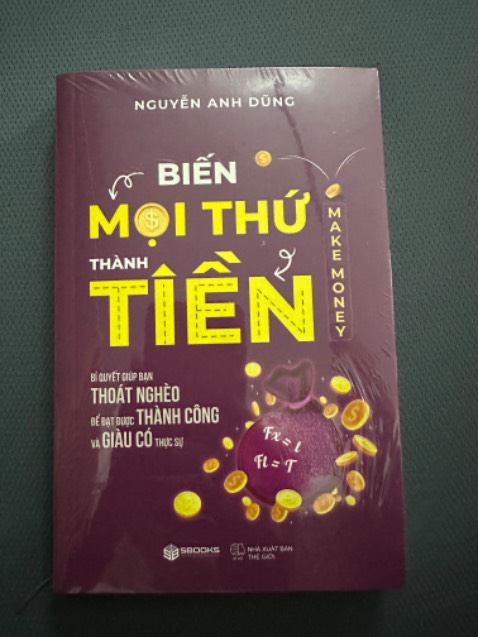 NGUYỄN ANH DŨNG
BIẾN
MỌI THỨ
THÀNH
TIỀN
MAKE MONEY
BÍ QUYẾT GIÚP BẠN
THOÁT NGHÈO
ĐỂ ĐẠT ĐƯỢC THÀNH CÔNG
VÀ GIÀU CÓ THỰC SỰ
Fx = l
Fl = T
SBOOKS
NHÀ XUẤT BẢN
THẾ GIỚI